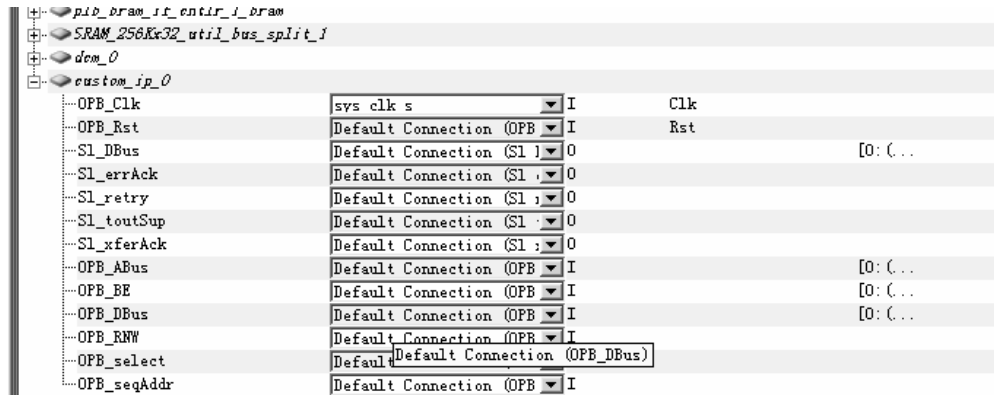 plb_bram_if_cntlr_1_bram
SRAM_256Kx32_util_bus_split_1
dcm_0
custom_ip_0
OPB_Clk sys_clk_s I Clk
OPB_Rst Default Connection (OPB I Rst
Sl_DBus Default Connection (Sl O [0:(...
Sl_errAck Default Connection (Sl O
Sl_retry Default Connection (Sl O
Sl_toutSup Default Connection (Sl O
Sl_xferAck Default Connection (Sl O
OPB_ABus Default Connection (OPB I [0:(...
OPB_BE Default Connection (OPB I [0:(...
OPB_DBus Default Connection (OPB I [0:(...
OPB_RNW Default Connection (OPB I
Default Connection (OPB_DBus)
OPB_select Default
OPB_seqAddr Default Connection (OPB I